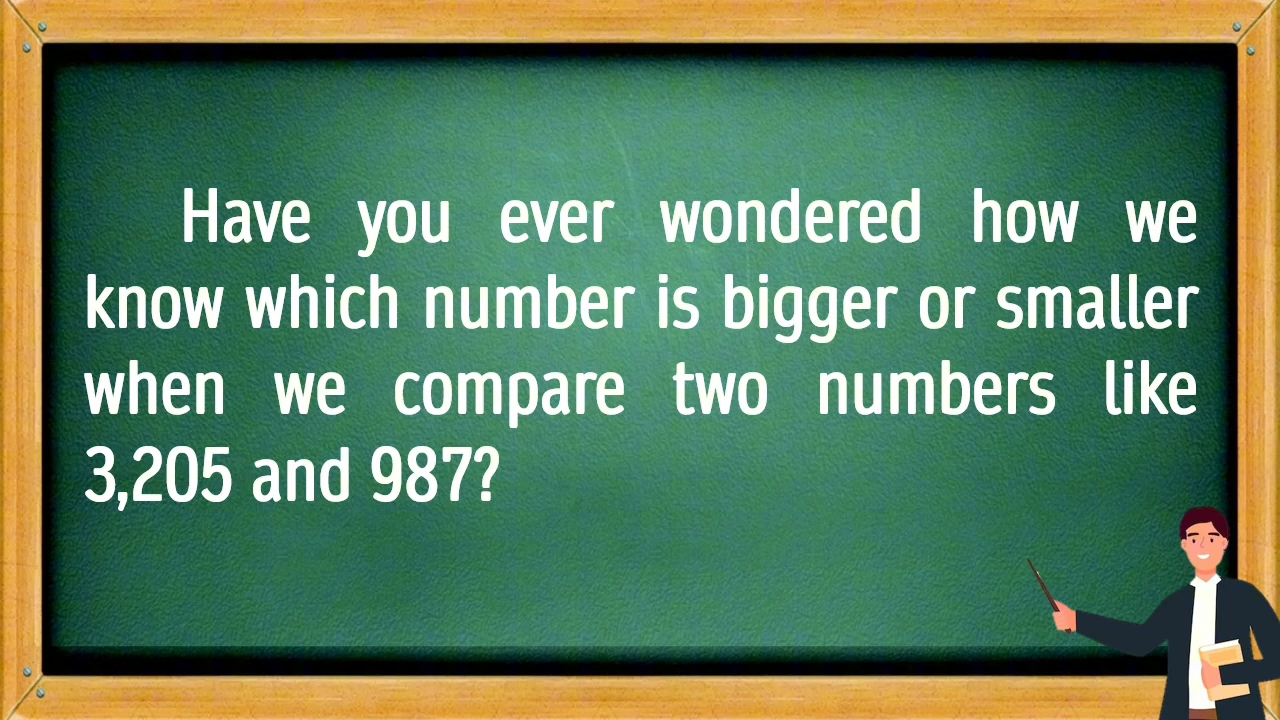 Have you ever wondered how we
know which number is bigger or smaller
when we compare two numbers like
3,205 and 987?